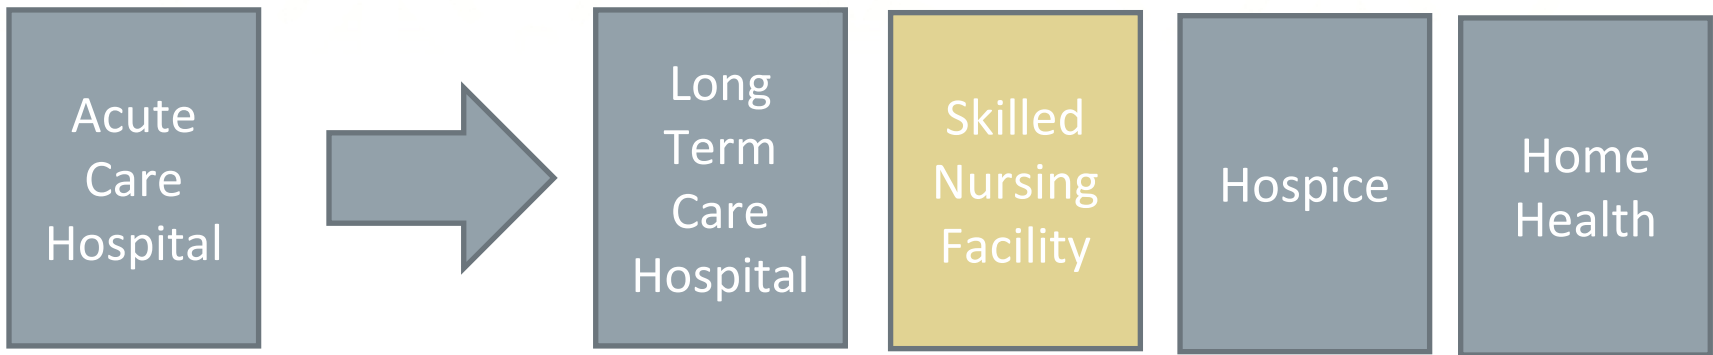 Acute
Care
Hospital
Long
Term
Care
Hospital
Skilled
Nursing
Facility
Hospice
Home
Health